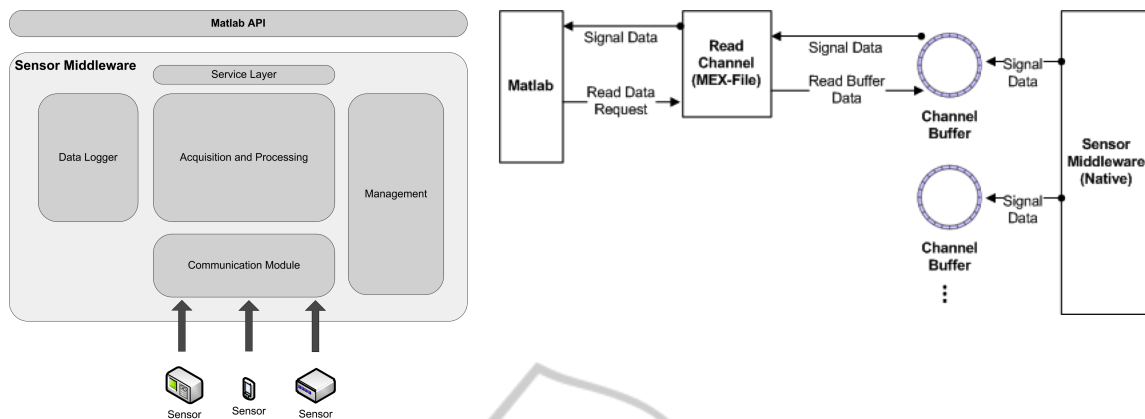 Matlab API
Sensor Middleware
Service Layer
Data Logger
Acquisition and Processing
Management
Communication Module
Sensor
Sensor
Sensor
Matlab
Signal Data
Read Data
Request
Read
Channel
(MEX-File)
Signal Data
Read Buffer
Data
Channel
Buffer
Signal
Data
Channel
Buffer
Signal
Data
Sensor
Middleware
(Native)